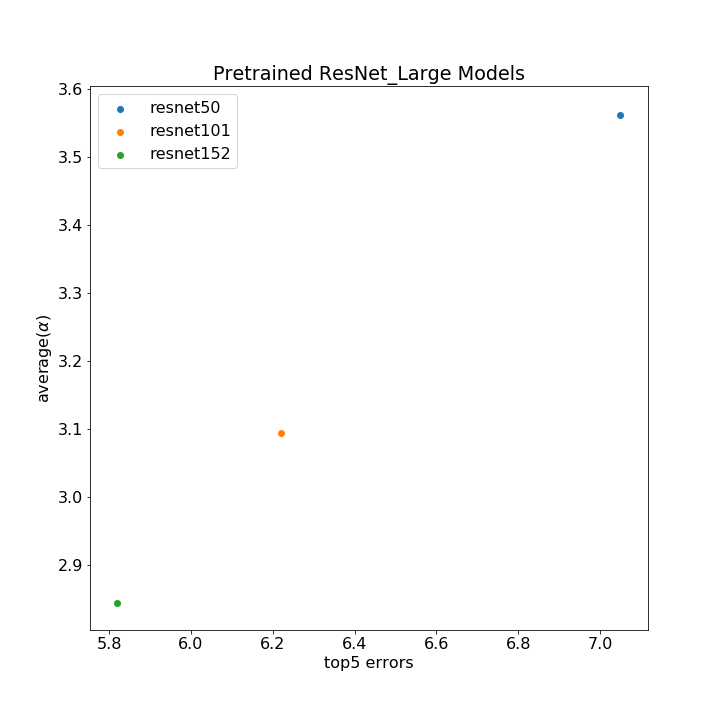 Pretrained ResNet_Large Models
resnet50
resnet101
resnet152
3.6
3.5
3.4
3.3
3.2
3.1
3.0
2.9
average(α)
5.8 6.0 6.2 6.4 6.6 6.8 7.0
top5 errors